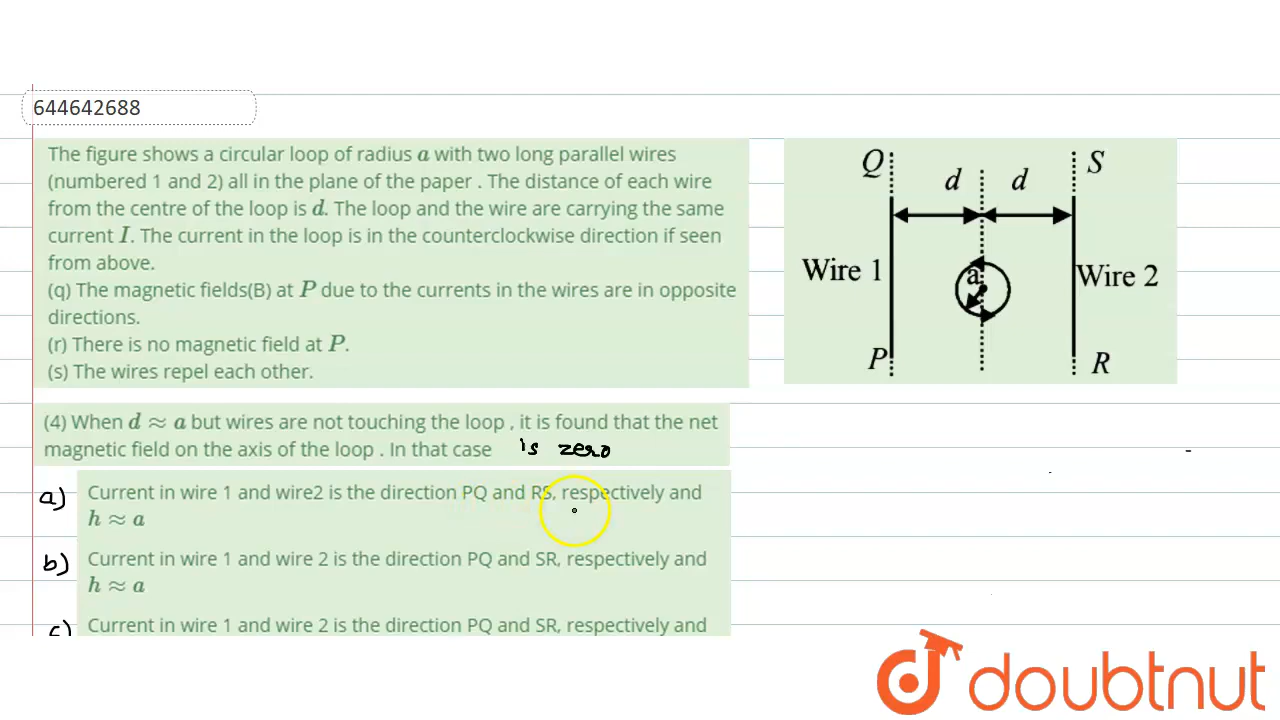 644642688
The figure shows a circular loop of radius a with two long parallel wires
(numbered 1 and 2) all in the plane of the paper . The distance of each wire
from the centre of the loop is d. The loop and the wire are carrying the same
current I. The current in the loop is in the counterclockwise direction if seen
from above.
(q) The magnetic fields(B) at P due to the currents in the wires are in opposite
directions.
(r) There is no magnetic field at P.
(s) The wires repel each other.
Q
S
d
d
Wire 1
a
Wire 2
P
R
(4) When d ≈ a but wires are not touching the loop , it is found that the net
magnetic field on the axis of the loop . In that case is zero
a) Current in wire 1 and wire2 is the direction PQ and RS, respectively and
h ≈ a
b) Current in wire 1 and wire 2 is the direction PQ and SR, respectively and
h ≈ a
c) Current in wire 1 and wire 2 is the direction PQ and SR, respectively and
doubtnut